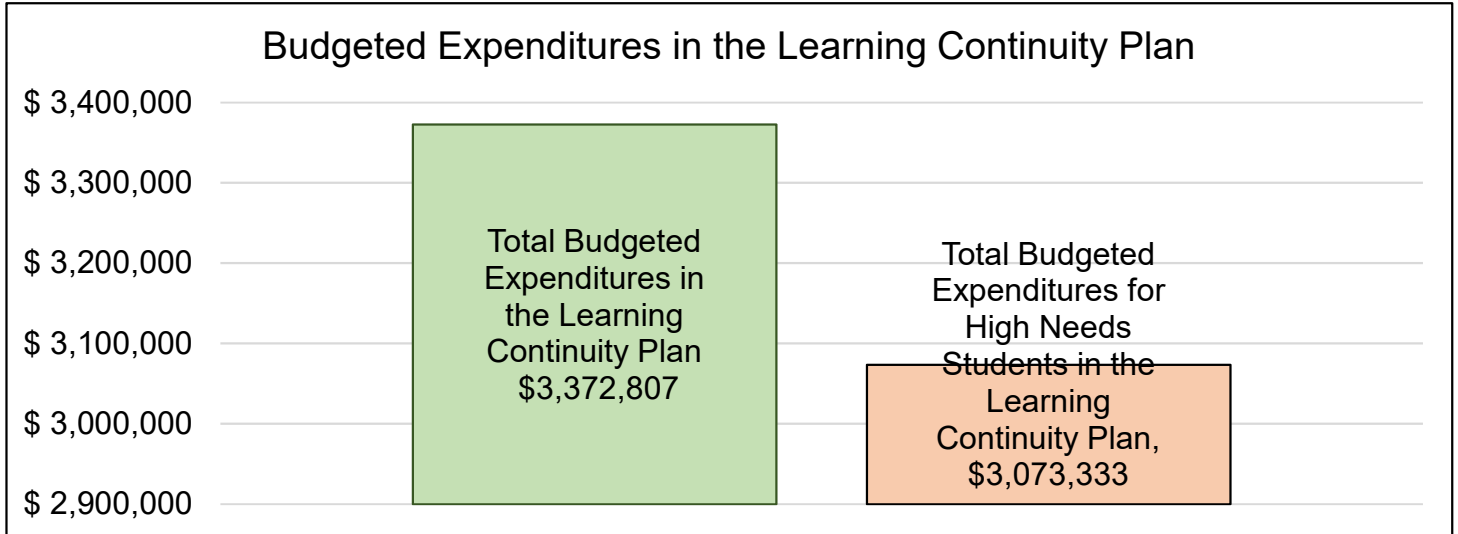 Budgeted Expenditures in the Learning Continuity Plan
$ 3,400,000
$ 3,300,000
$ 3,200,000
$ 3,100,000
$ 3,000,000
$ 2,900,000
Total Budgeted
Expenditures in
the Learning
Continuity Plan
$3,372,807
Total Budgeted
Expenditures for
High Needs
Students in the
Learning
Continuity Plan,
$3,073,333